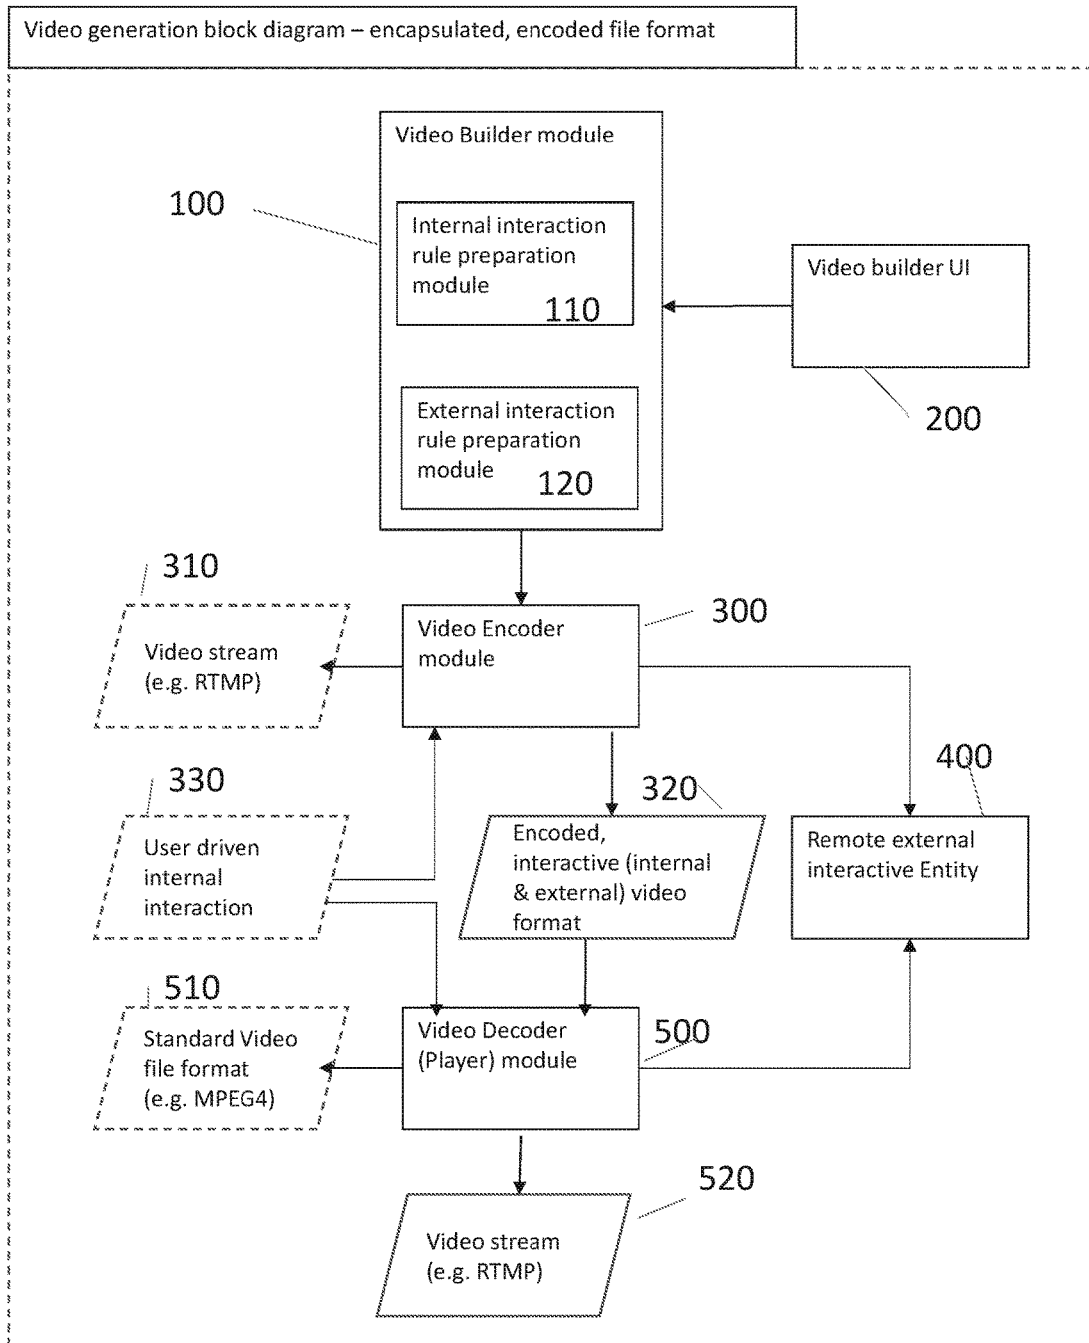 Video generation block diagram – encapsulated, encoded file format
Video Builder module
100
Internal interaction
rule preparation
module
110
Video builder UI
200
External interaction
rule preparation
module
120
310
Video stream
(e.g. RTMP)
Video Encoder
module
300
330
User driven
internal
interaction
320
Encoded,
interactive (internal
& external) video
format
400
Remote external
interactive Entity
510
Standard Video
file format
(e.g. MPEG4)
Video Decoder
(Player) module
500
520
Video stream
(e.g. RTMP)